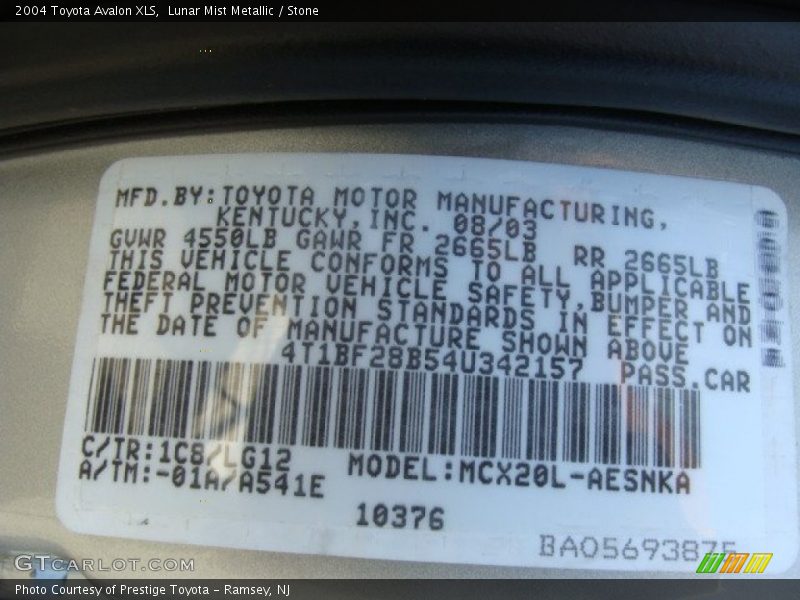 2004 Toyota Avalon XLS,  Lunar Mist Metallic / Stone
MFD.BY:TOYOTA MOTOR MANUFACTURING,
KENTUCKY,INC. 08/03
GVWR 4550LB GAWR FR 2665LB RR 2665LB
THIS VEHICLE CONFORMS TO ALL APPLICABLE
FEDERAL MOTOR VEHICLE SAFETY,BUMPER AND
THEFT PREVENTION STANDARDS IN EFFECT ON
THE DATE OF MANUFACTURE SHOWN ABOVE
4T1BF28B54U342157 PASS.CAR
C/TR:1C8/LG12
A/TM:-01A/A541E
MODEL:MCX20L-AESNKA
10376
GTCARLOT.COM
Photo Courtesy of Prestige Toyota - Ramsey, NJ